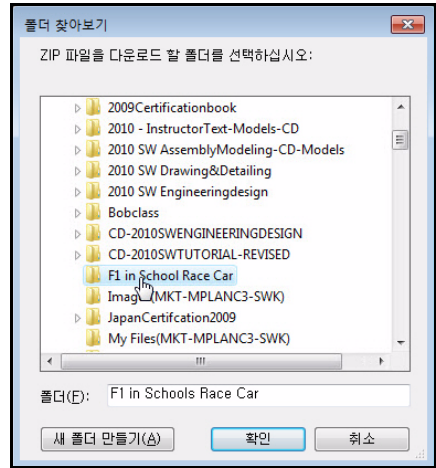 폴더 찾아보기
ZIP 파일을 다운로드 할 폴더를 선택하십시오:
2009Certificationbook
2010 - InstructorText-Models-CD
2010 SW AssemblyModeling-CD-Models
2010 SW Drawing&Detailing
2010 SW Engineeringdesign
Bobclass
CD-2010SWENGINEERINGDESIGN
CD-2010SWTUTORIAL-REVISED
F1 in School Race Car
(MKT-MPLANC3-SWK)
JapanCertifcation2009
My Files(MKT-MPLANC3-SWK)
폴더(F): F1 in Schools Race Car
새 폴더 만들기(A) 확인 취소